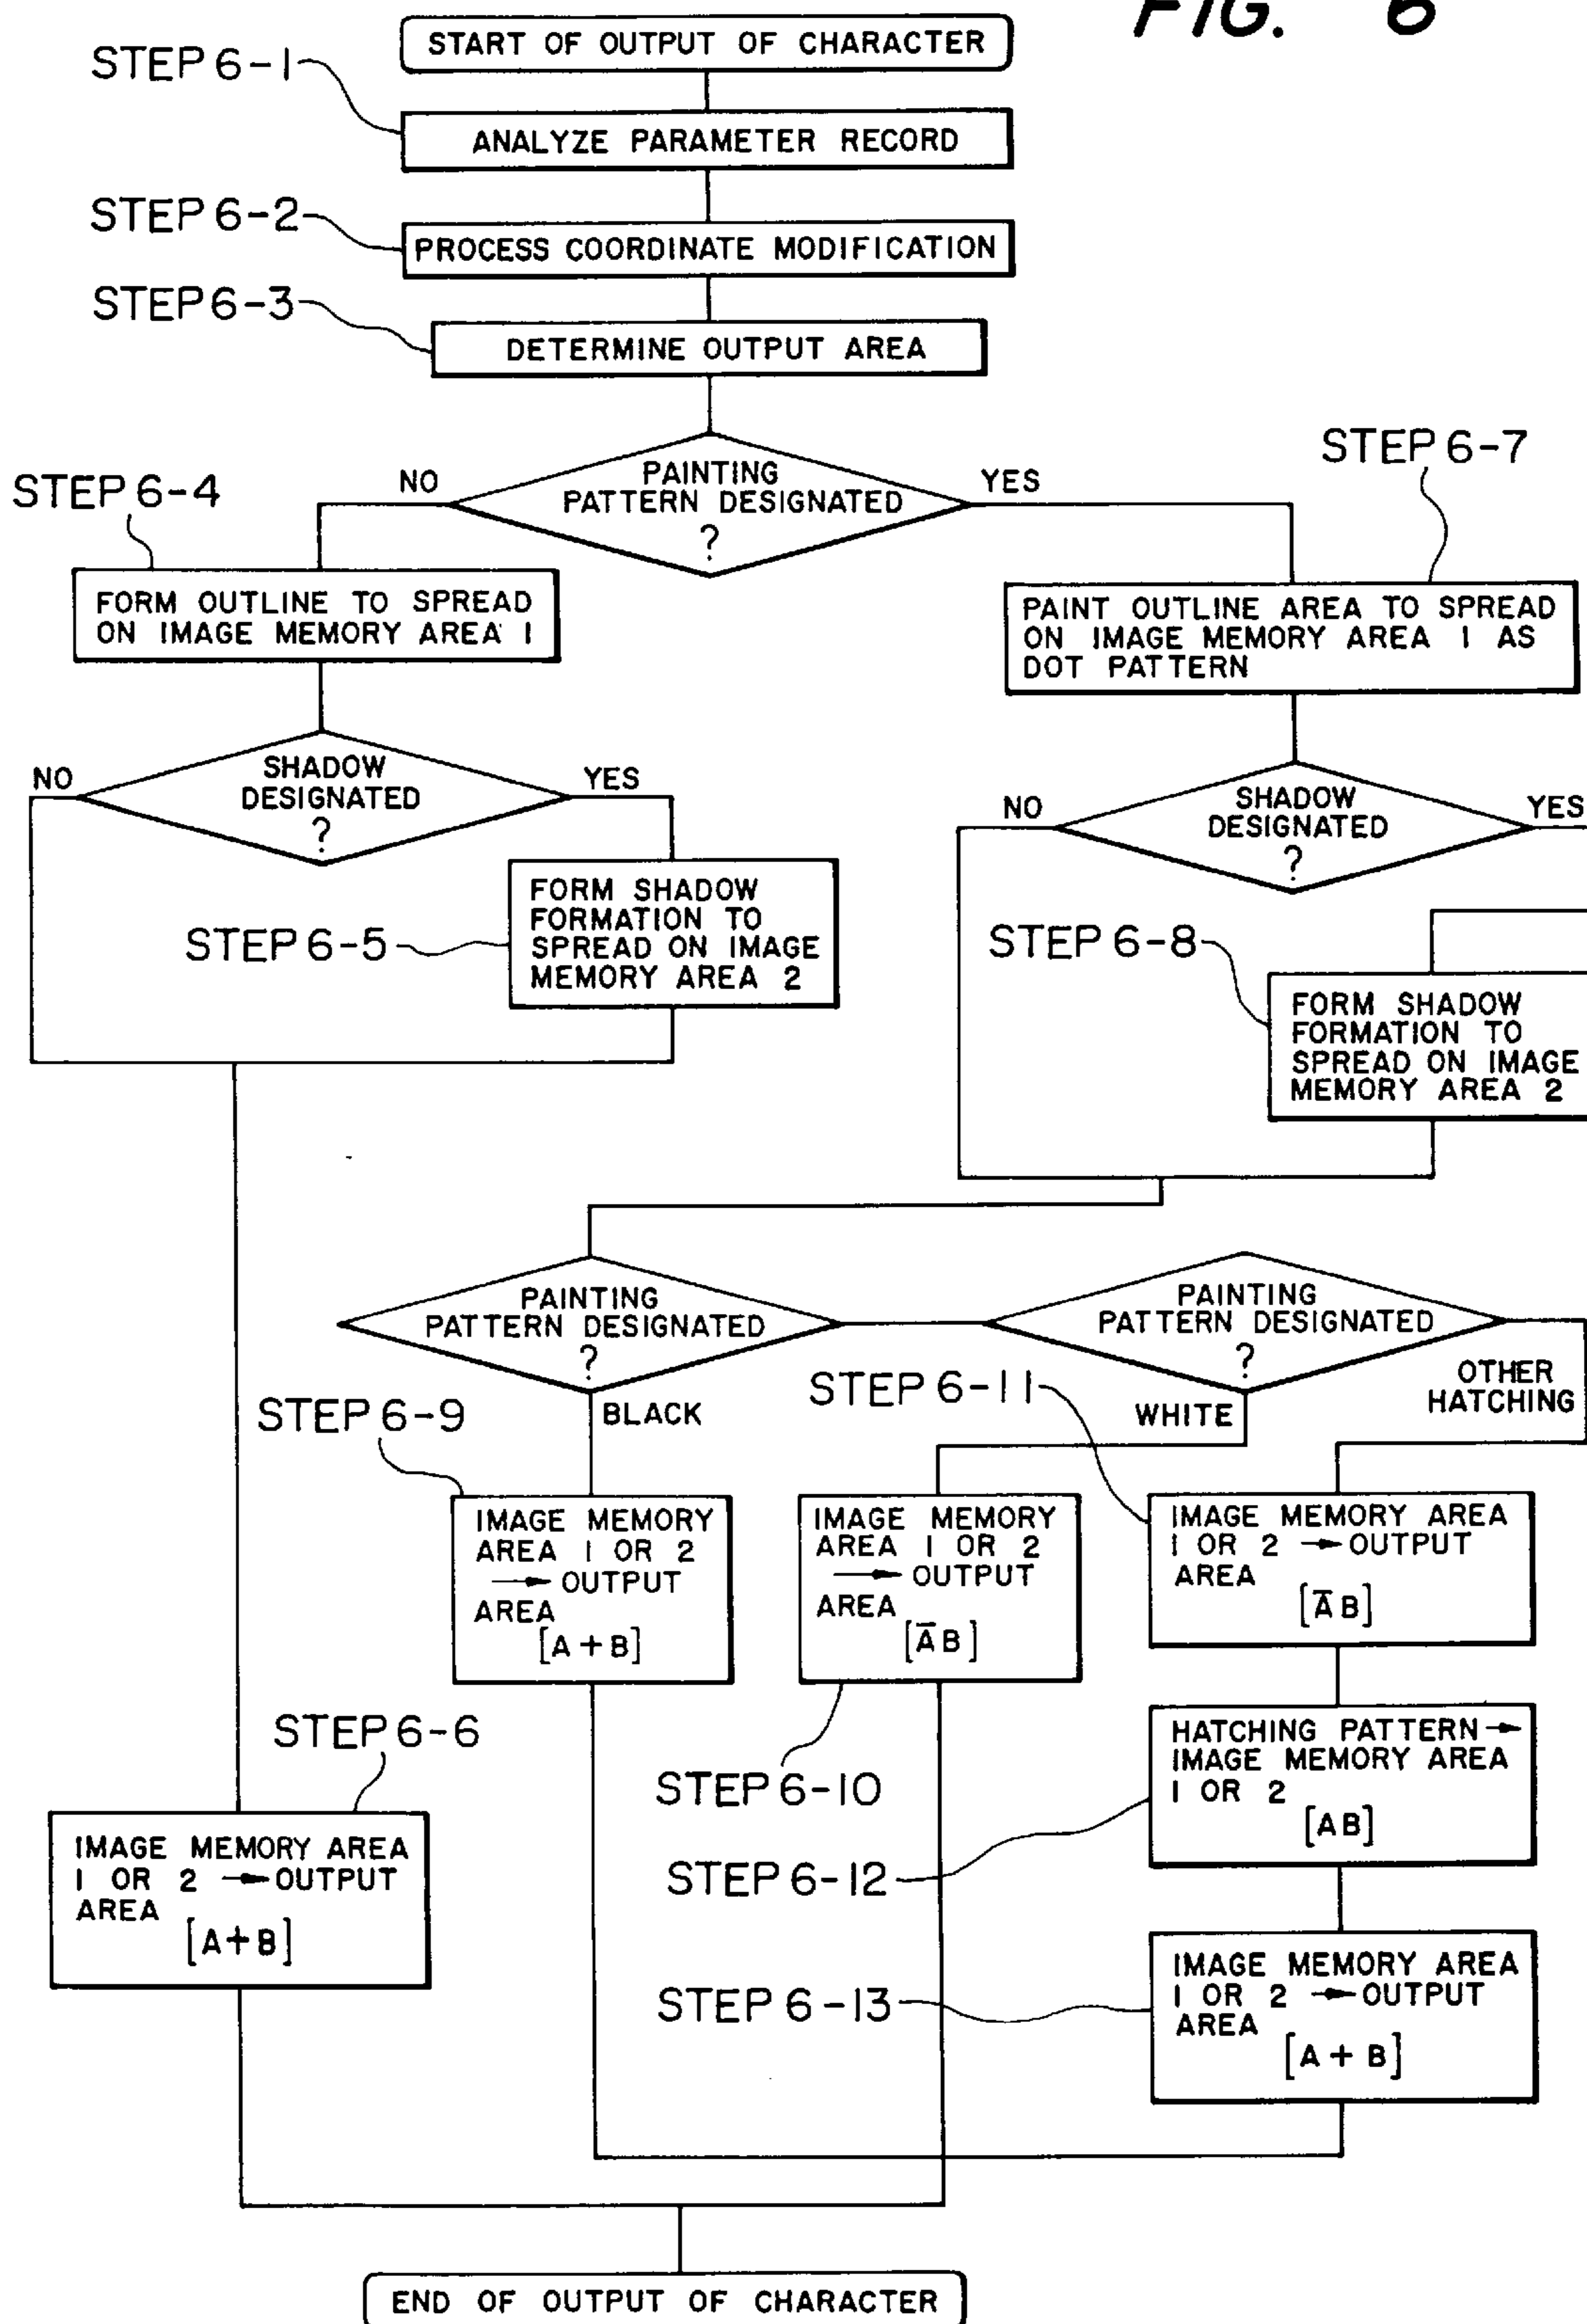 FIG. 6
START OF OUTPUT OF CHARACTER
STEP 6-1
ANALYZE PARAMETER RECORD
STEP 6-2
PROCESS COORDINATE MODIFICATION
STEP 6-3
DETERMINE OUTPUT AREA
PAINTING
PATTERN DESIGNATED
?
NO
YES
STEP 6-4
FORM OUTLINE TO SPREAD
ON IMAGE MEMORY AREA 1
STEP 6-7
PAINT OUTLINE AREA TO SPREAD
ON IMAGE MEMORY AREA 1 AS
DOT PATTERN
SHADOW
DESIGNATED
?
NO
YES
STEP 6-5
FORM SHADOW
FORMATION TO
SPREAD ON IMAGE
MEMORY AREA 2
SHADOW
DESIGNATED
?
NO
YES
STEP 6-8
FORM SHADOW
FORMATION TO
SPREAD ON IMAGE
MEMORY AREA 2
PAINTING
PATTERN DESIGNATED
?
BLACK
PAINTING
PATTERN DESIGNATED
?
WHITE
OTHER
HATCHING
STEP 6-9
IMAGE MEMORY
AREA 1 OR 2
→ OUTPUT
AREA
[A + B]
IMAGE MEMORY
AREA 1 OR 2
→ OUTPUT
AREA
[A̅ B]
STEP 6-10
STEP 6-11
IMAGE MEMORY AREA
1 OR 2 → OUTPUT
AREA
[A̅ B]
HATCHING PATTERN →
IMAGE MEMORY AREA
1 OR 2
[AB]
STEP 6-12
STEP 6-6
IMAGE MEMORY AREA
1 OR 2 → OUTPUT
AREA
[A+B]
STEP 6-13
IMAGE MEMORY AREA
1 OR 2 → OUTPUT
AREA
[A + B]
END OF OUTPUT OF CHARACTER